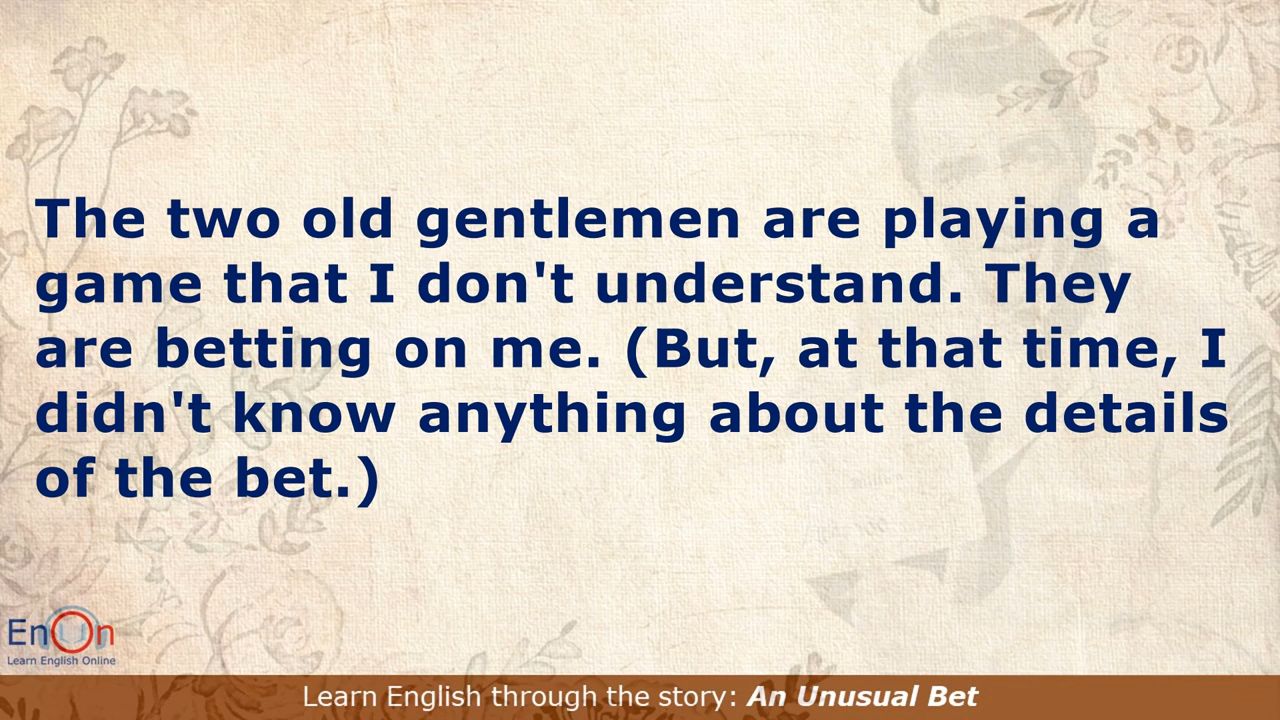 The two old gentlemen are playing a
game that I don't understand. They
are betting on me. (But, at that time, I
didn't know anything about the details
of the bet.)
EnOn
Learn English Online
Learn English through the story: An Unusual Bet